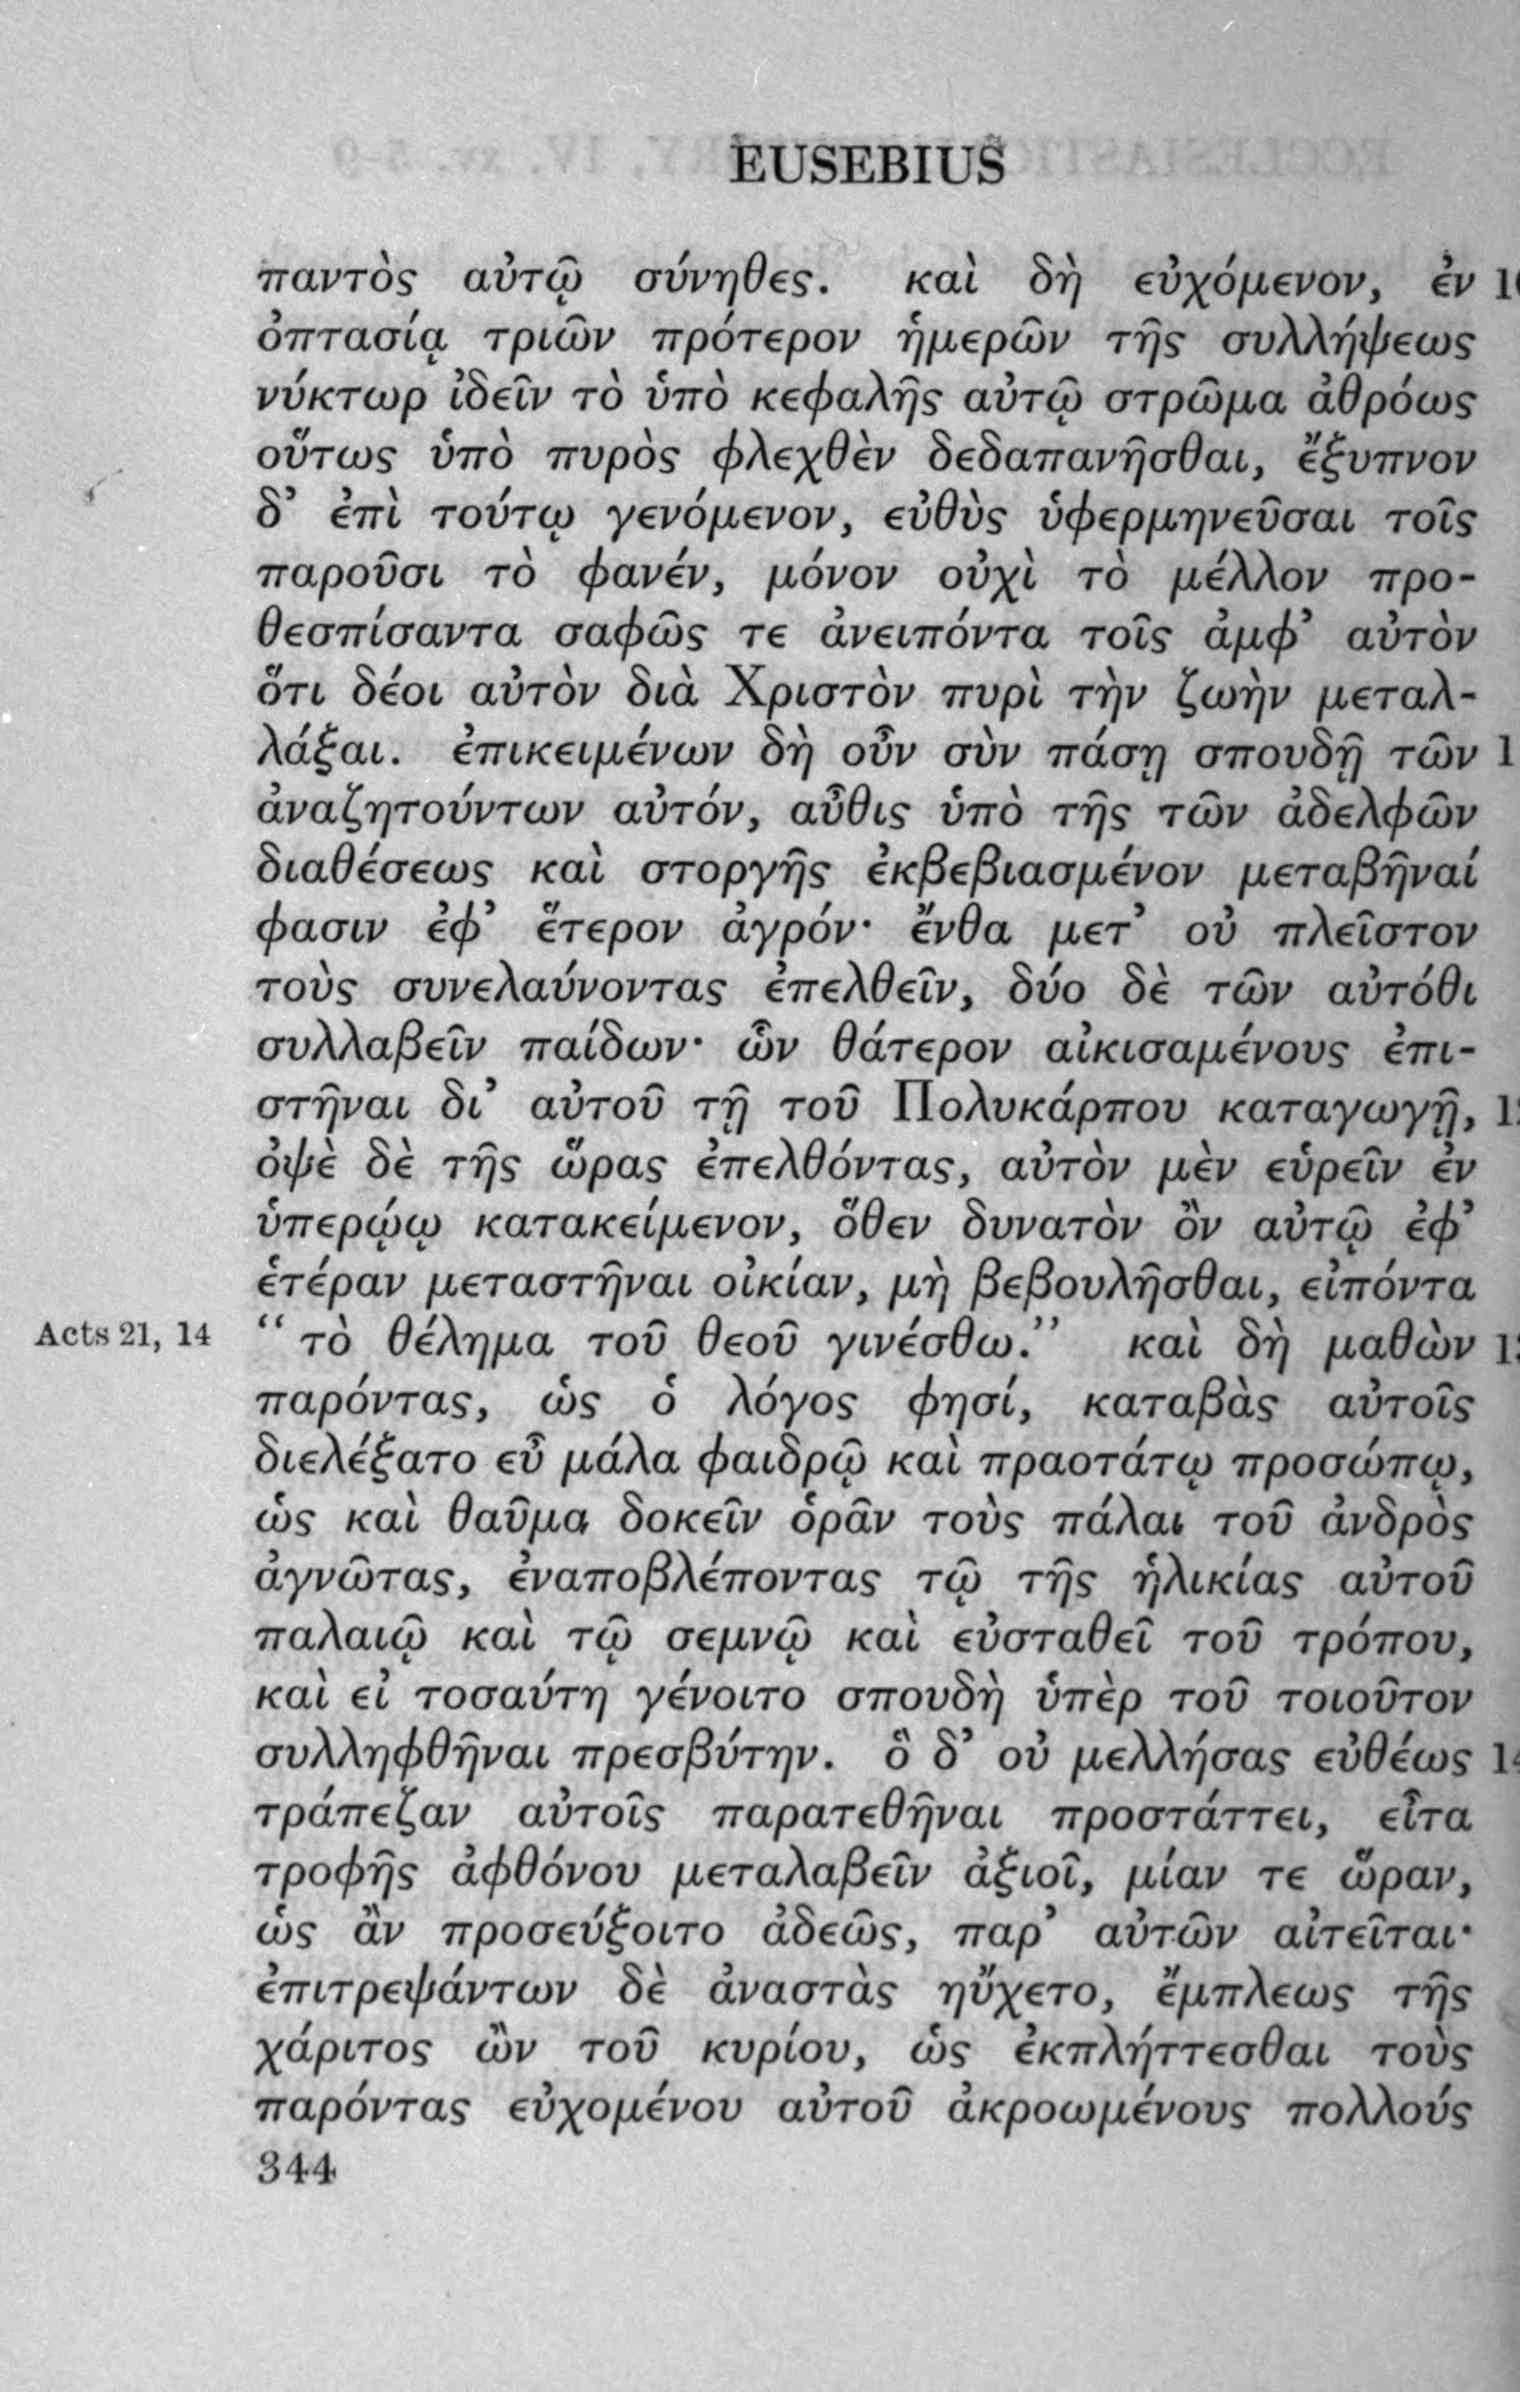 EUSEBIUS
παντὸς αὐτῷ σύνηθες. καὶ δὴ εὐχόμενον, ἐν
ὀπτασίᾳ τριῶν πρότερον ἡμερῶν τῆς συλλήψεως
νύκτωρ ἰδεῖν τὸ ὑπὸ κεφαλῆς αὐτῷ στρῶμα ἀθρόως
οὕτως ὑπὸ πυρὸς φλεχθὲν δεδαπανῆσθαι, ἔξυπνον
δ’ ἐπὶ τούτῳ γενόμενον, εὐθὺς ὑφερμηνεῦσαι τοῖς
παροῦσι τὸ φανέν, μόνον οὐχὶ τὸ μέλλον προ-
θεσπίσαντα σαφῶς τε ἀνειπόντα τοῖς ἀμφ’ αὐτὸν
ὅτι δέοι αὐτὸν διὰ Χριστὸν πυρὶ τὴν ζωὴν μεταλ-
λάξαι. ἐπικειμένων δὴ οὖν σὺν πάσῃ σπουδῇ τῶν
ἀναζητούντων αὐτόν, αὖθις ὑπὸ τῆς τῶν ἀδελφῶν
διαθέσεως καὶ στοργῆς ἐκβεβιασμένον μεταβῆναί
φασιν ἐφ’ ἕτερον ἀγρόν· ἔνθα μετ’ οὐ πλεῖστον
τοὺς συνελαύνοντας ἐπελθεῖν, δύο δὲ τῶν αὐτόθι
συλλαβεῖν παίδων· ὧν θάτερον αἰκισαμένους ἐπι-
στῆναι δι’ αὐτοῦ τῇ τοῦ Πολυκάρπου καταγωγῇ,
ὀψὲ δὲ τῆς ὥρας ἐπελθόντας, αὐτὸν μὲν εὑρεῖν ἐν
ὑπερῴῳ κατακείμενον, ὅθεν δυνατὸν ὂν αὐτῷ ἐφ’
ἑτέραν μεταστῆναι οἰκίαν, μὴ βεβουλῆσθαι, εἰπόντα
Acts 21, 14 “τὸ θέλημα τοῦ θεοῦ γινέσθω.” καὶ δὴ μαθὼν
παρόντας, ὡς ὁ λόγος φησί, καταβὰς αὐτοῖς
διελέξατο εὖ μάλα φαιδρῷ καὶ πραοτάτῳ προσώπῳ,
ὡς καὶ θαῦμα δοκεῖν ὁρᾶν τοὺς πάλαι τοῦ ἀνδρὸς
ἀγνῶτας, ἐναποβλέποντας τῷ τῆς ἡλικίας αὐτοῦ
παλαιῷ καὶ τῷ σεμνῷ καὶ εὐσταθεῖ τοῦ τρόπου,
καὶ εἰ τοσαύτη γένοιτο σπουδὴ ὑπὲρ τοῦ τοιοῦτον
συλληφθῆναι πρεσβύτην. ὃ δ’ οὐ μελλήσας εὐθέως
τράπεζαν αὐτοῖς παρατεθῆναι προστάττει, εἶτα
τροφῆς ἀφθόνου μεταλαβεῖν ἀξιοῖ, μίαν τε ὥραν,
ὡς ἂν προσεύξοιτο ἀδεῶς, παρ’ αὐτῶν αἰτεῖται·
ἐπιτρεψάντων δὲ ἀναστὰς ηὔχετο, ἔμπλεως τῆς
χάριτος ὢν τοῦ κυρίου, ὡς ἐκπλήττεσθαι τοὺς
παρόντας εὐχομένου αὐτοῦ ἀκροωμένους πολλούς
344